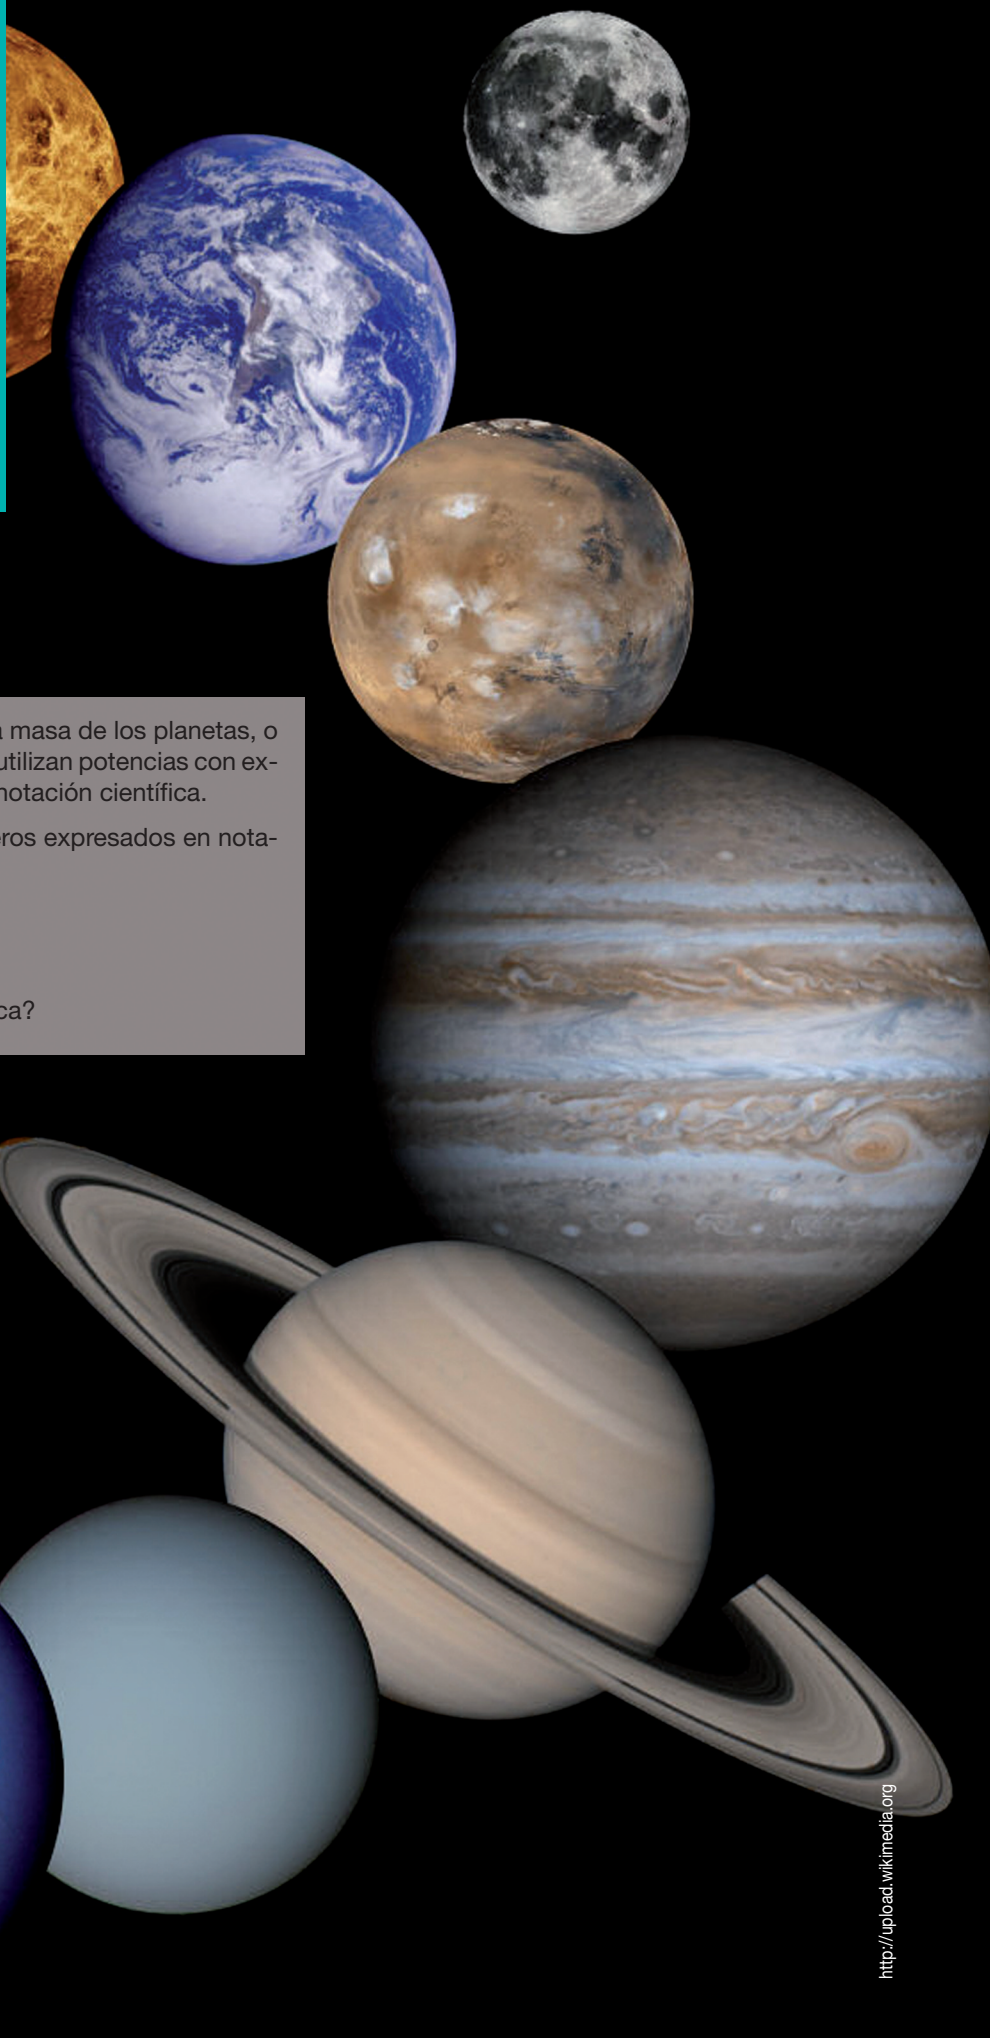 a masa de los planetas, o
utilizan potencias con ex-
notación científica.
eros expresados en nota-
ca?
http://upload.wikimedia.org